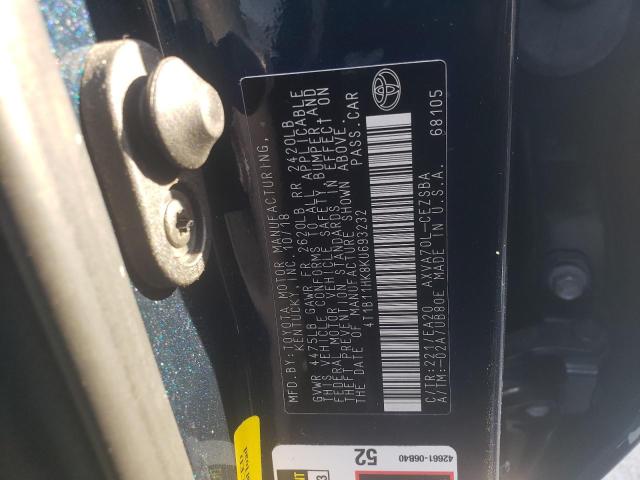 MFD. BY: TOYOTA MOTOR MANUFACTURING,
KENTUCKY, INC. 10/18
GVWR 4475LB GAWR FR 2620LB RR 2420LB
THIS VEHICLE CONFORMS TO ALL APPLICABLE
FEDERAL MOTOR VEHICLE SAFETY BUMPER, AND
THEFT PREVENTION STANDARDS IN EFFECT ON
THE DATE OF MANUFACTURE SHOWN ABOVE.
4T1B11HK8KU693232 PASS. CAR
C/TR: 221/EA20 AXVA70L-CEZSBA
A/TM: -02A/UB80E MADE IN U.S.A. 68105
42661-06B40
52